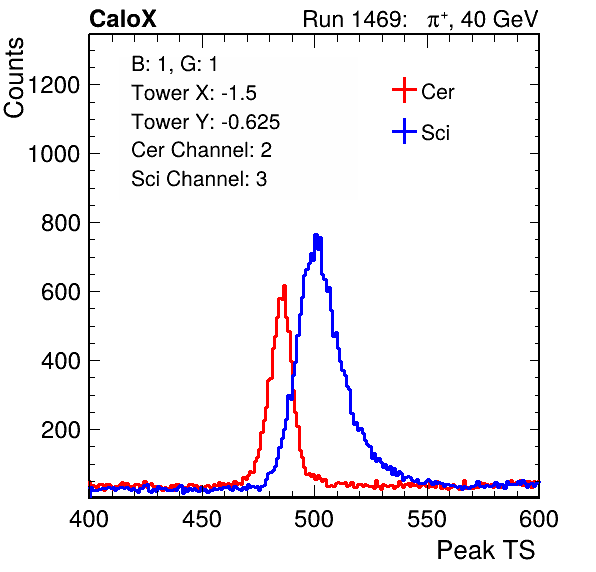 CaloX Run 1469: π⁺, 40 GeV
Counts
B: 1, G: 1
Tower X: -1.5
Tower Y: -0.625
Cer Channel: 2
Sci Channel: 3
Cer
Sci
1200
1000
800
600
400
200
400 450 500 550 600
Peak TS